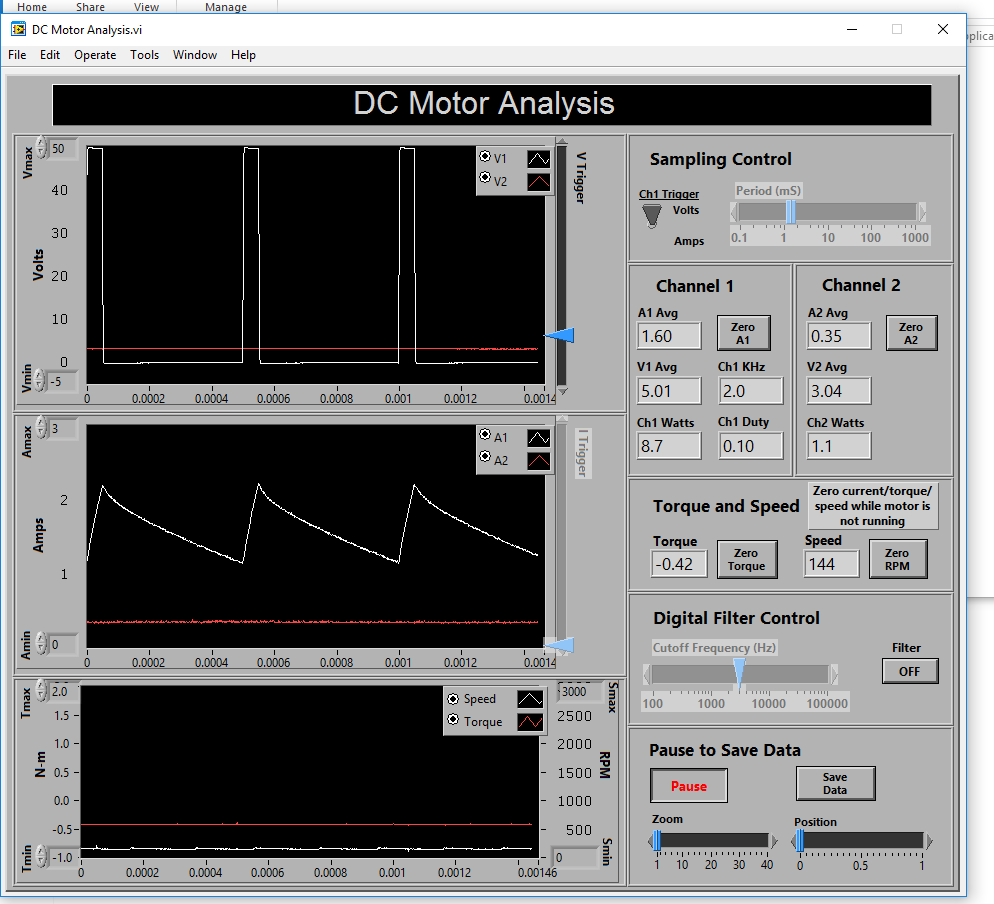 Home Share View Manage
DC Motor Analysis.vi
File Edit Operate Tools Window Help
plica
DC Motor Analysis
Vmax
50
40
30
20
10
0
Vmin
-5
Volts
V1
V2
V Trigger
0 0.0002 0.0004 0.0006 0.0008 0.001 0.0012 0.0014
Amax
3
2
1
Amin
0
Amps
A1
A2
I Trigger
0 0.0002 0.0004 0.0006 0.0008 0.001 0.0012 0.0014
Tmax
2.0
1.5
1.0
0.5
0.0
-0.5
Tmin
-1.0
N-m
Speed
Torque
3000
Smax
2500
2000
1500
1000
500
0
Smin
RPM
0 0.0002 0.0004 0.0006 0.0008 0.001 0.0012 0.00146
Sampling Control
Ch1 Trigger
Volts
Amps
Period (mS)
0.1 1 10 100 1000
Channel 1
A1 Avg
1.60
Zero
A1
V1 Avg
5.01
Ch1 KHz
2.0
Ch1 Watts
8.7
Ch1 Duty
0.10
Channel 2
A2 Avg
0.35
Zero
A2
V2 Avg
3.04
Ch2 Watts
1.1
Torque and Speed
Zero current/torque/
speed while motor is
not running
Torque
-0.42
Zero
Torque
Speed
144
Zero
RPM
Digital Filter Control
Cutoff Frequency (Hz)
100 1000 10000 100000
Filter
OFF
Pause to Save Data
Pause
Save
Data
Zoom
1 10 20 30 40
Position
0 0.5 1